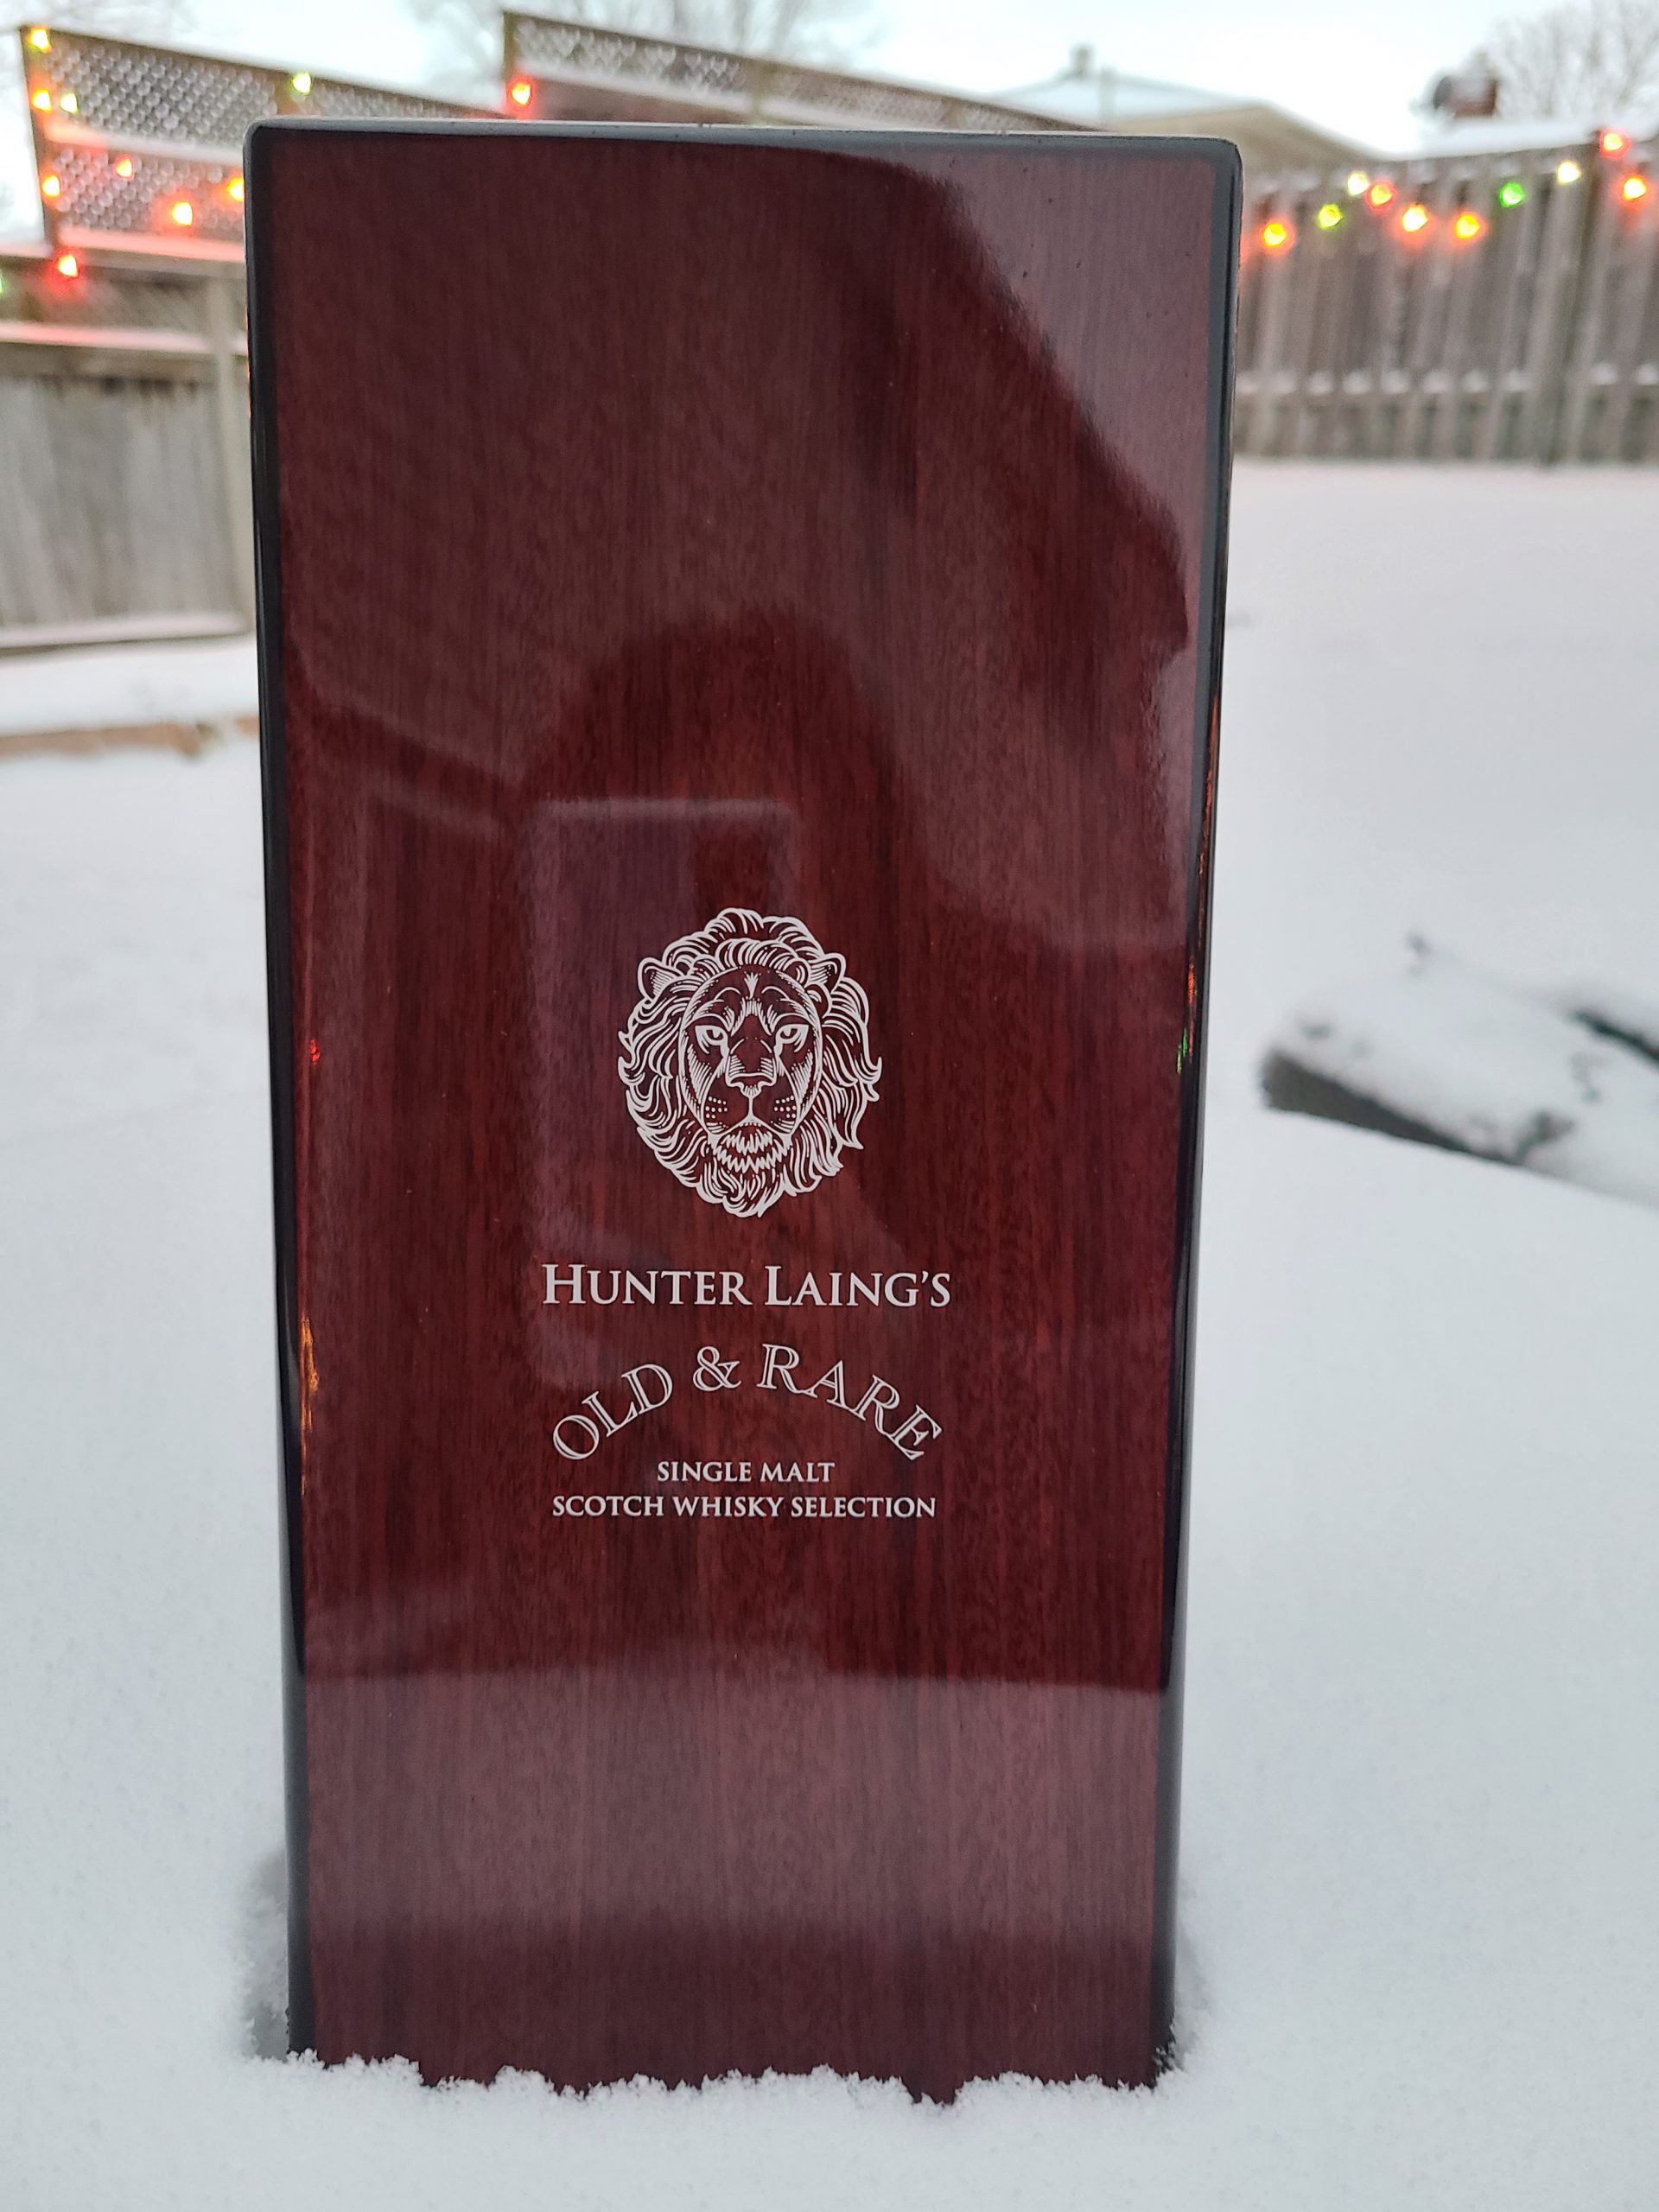 HUNTER LAING'S
OLD & RARE
SINGLE MALT
SCOTCH WHISKY SELECTION